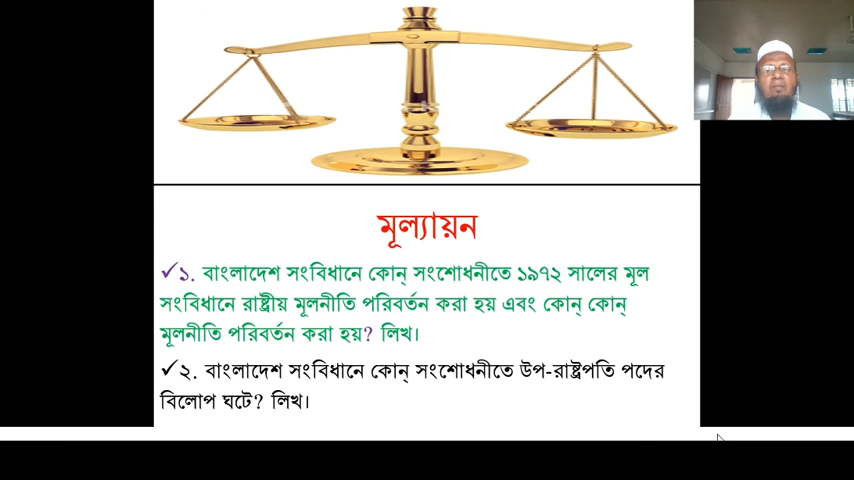 মূল্যায়ন
✓১. বাংলাদেশ সংবিধানে কোন্ সংশোধনীতে ১৯৭২ সালের মূল
সংবিধানে রাষ্ট্রীয় মূলনীতি পরিবর্তন করা হয় এবং কোন্ কোন্
মূলনীতি পরিবর্তন করা হয়? লিখ।
✓২. বাংলাদেশ সংবিধানে কোন্ সংশোধনীতে উপ-রাষ্ট্রপতি পদের
বিলোপ ঘটে? লিখ।